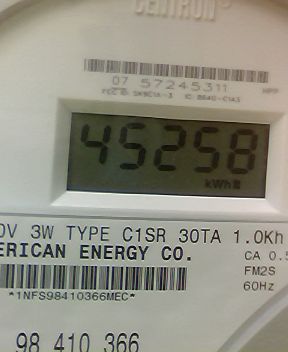 CENTRON®
07 57245311
45258
kWh
0V 3W TYPE C1SR 30TA 1.0Kh
ERICAN ENERGY CO. CA 0.5
FM2S
60Hz
*1NFS98410366MEC*
98 410 366